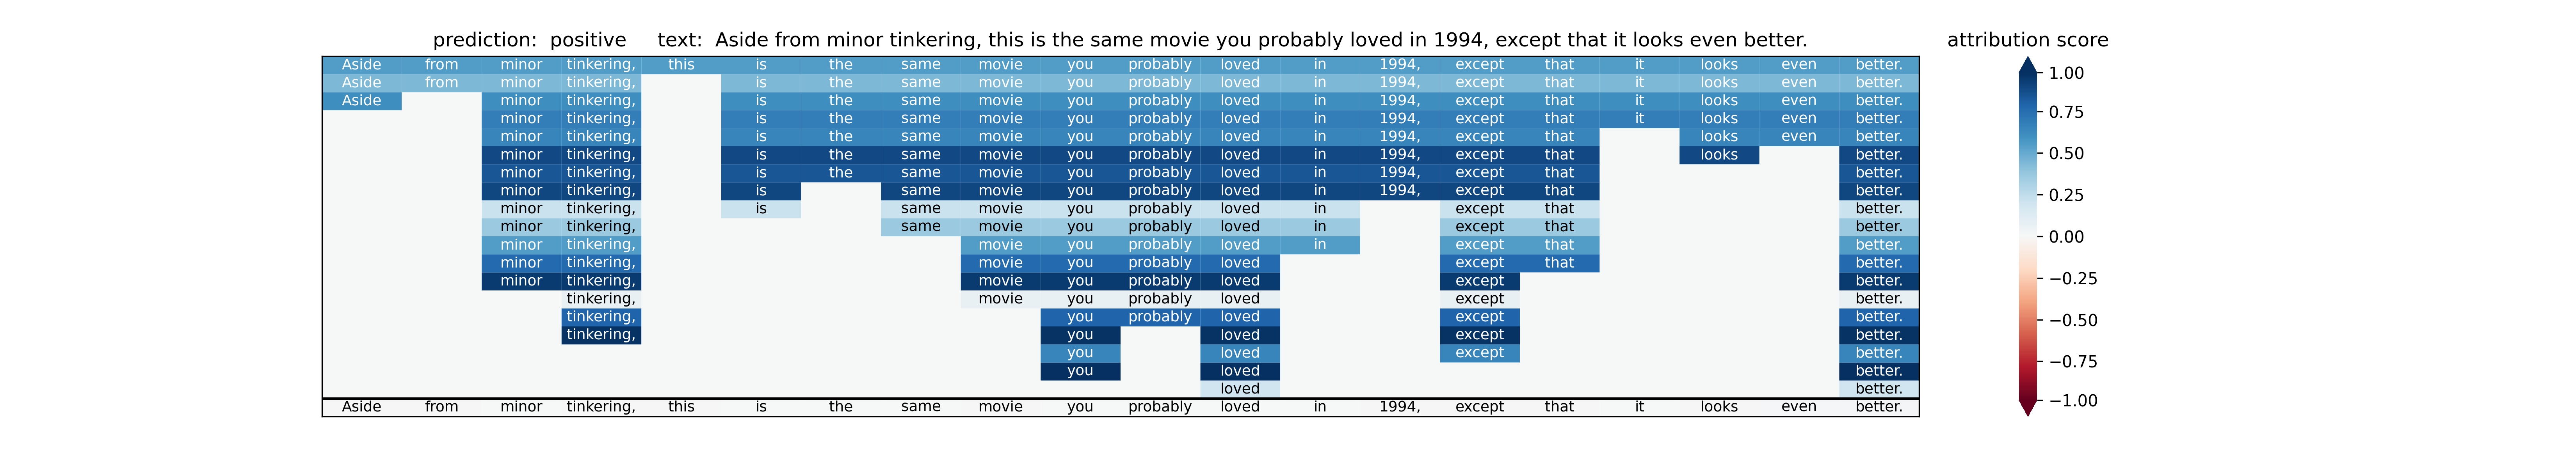 prediction: positive text: Aside from minor tinkering, this is the same movie you probably loved in 1994, except that it looks even better. attribution score
Aside from minor tinkering, this is the same movie you probably loved in 1994, except that it looks even better.
Aside from minor tinkering, is the same movie you probably loved in 1994, except that it looks even better.
Aside minor tinkering, is the same movie you probably loved in 1994, except that it looks even better.
minor tinkering, is the same movie you probably loved in 1994, except that it looks even better.
minor tinkering, is the same movie you probably loved in 1994, except that looks even better.
minor tinkering, is the same movie you probably loved in 1994, except that looks better.
minor tinkering, is the same movie you probably loved in 1994, except that better.
minor tinkering, is same movie you probably loved in 1994, except that better.
minor tinkering, is same movie you probably loved in except that better.
minor tinkering, same movie you probably loved in except that better.
minor tinkering, movie you probably loved in except that better.
minor tinkering, movie you probably loved except that better.
minor tinkering, movie you probably loved except better.
tinkering, movie you probably loved except better.
tinkering, you probably loved except better.
tinkering, you loved except better.
you loved except better.
you loved better.
loved better.
Aside from minor tinkering, this is the same movie you probably loved in 1994, except that it looks even better.
1.00
0.75
0.50
0.25
0.00
−0.25
−0.50
−0.75
−1.00